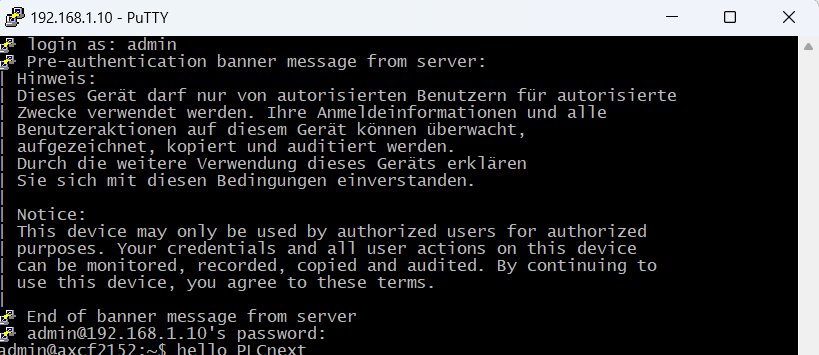 192.168.1.10 - PuTTY
login as: admin
Pre-authentication banner message from server:
| Hinweis:
| Dieses Gerät darf nur von autorisierten Benutzern für autorisierte
| Zwecke verwendet werden. Ihre Anmeldeinformationen und alle
| Benutzeraktionen auf diesem Gerät können überwacht,
| aufgezeichnet, kopiert und auditiert werden.
| Durch die weitere Verwendung dieses Geräts erklären
| Sie sich mit diesen Bedingungen einverstanden.
|
| Notice:
| This device may only be used by authorized users for authorized
| purposes. Your credentials and all user actions on this device
| can be monitored, recorded, copied and audited. By continuing to
| use this device, you agree to these terms.
|
End of banner message from server
admin@192.168.1.10's password:
admin@axcf2152:~$ hello PLCnext